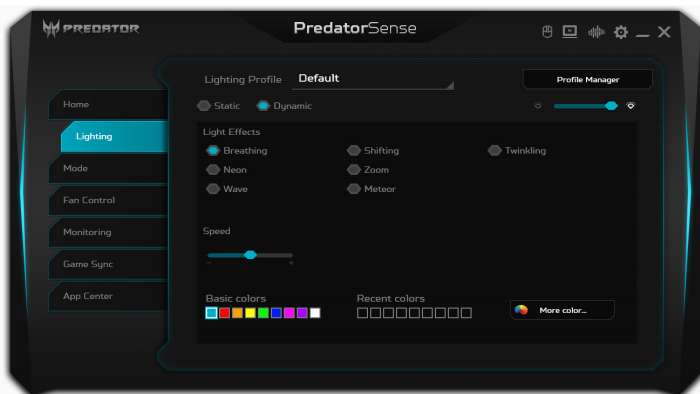 PREDATOR
PredatorSense
Lighting Profile Default
Profile Manager
Static Dynamic
Home
Lighting
Mode
Fan Control
Monitoring
Game Sync
App Center
Light Effects
Breathing Shifting Twinkling
Neon Zoom
Wave Meteor
Speed
- +
Basic colors Recent colors
More color...